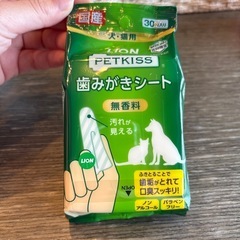 国産
30枚入
犬・猫用
LION
PETKISS
歯みがきシート
無香料
汚れが
見える
LION
OPEN
ふきとることで
歯垢がとれて
口臭スッキリ!
ノン
アルコール
パラベン
フリー